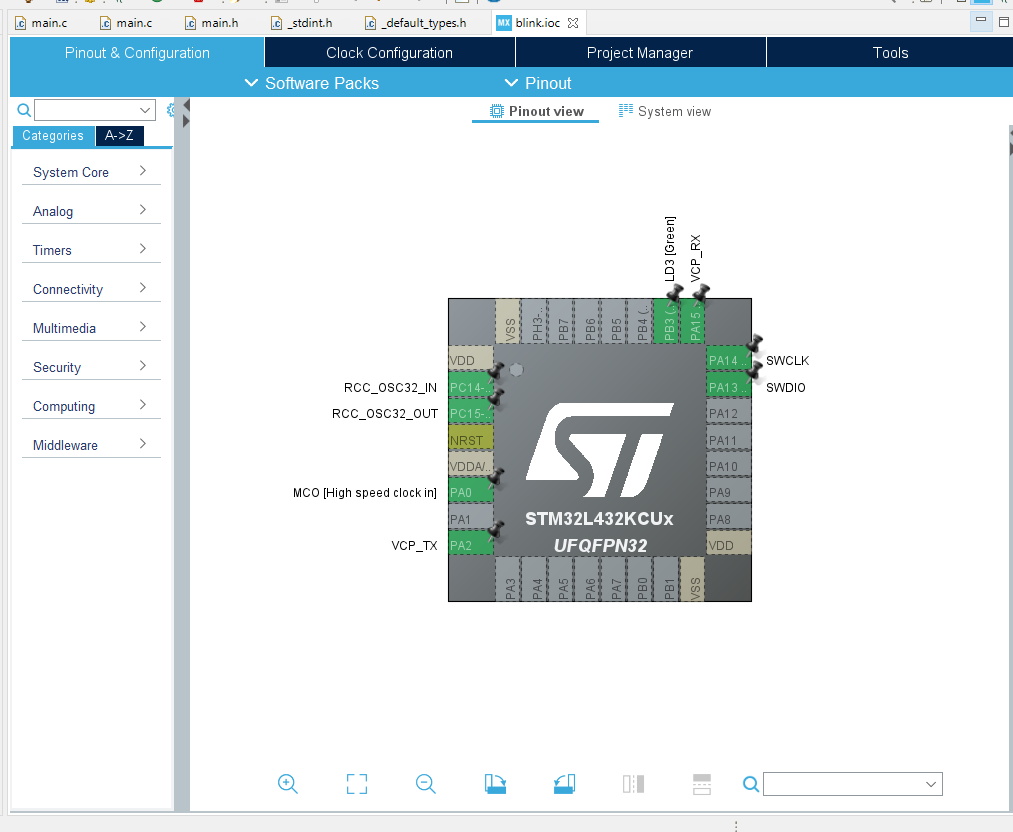 main.c main.c main.h _stdint.h _default_types.h MX blink.ioc
Pinout & Configuration Clock Configuration Project Manager Tools
Software Packs Pinout
Pinout view System view
Categories A->Z
System Core
Analog
Timers
Connectivity
Multimedia
Security
Computing
Middleware
LD3 [Green]
VCP_RX
VSS
PH3-..
PB7
PB6
PB5
PB4 (..
PB3 (..
PA15 ..
VDD
RCC_OSC32_IN PC14-..
RCC_OSC32_OUT PC15-..
NRST
VDDA/..
MCO [High speed clock in] PA0
PA1
VCP_TX PA2
PA14 .. SWCLK
PA13 .. SWDIO
PA12
PA11
PA10
PA9
PA8
VDD
ST
STM32L432KCUx
UFQFPN32
PA3
PA4
PA5
PA6
PA7
PB0
PB1
VSS